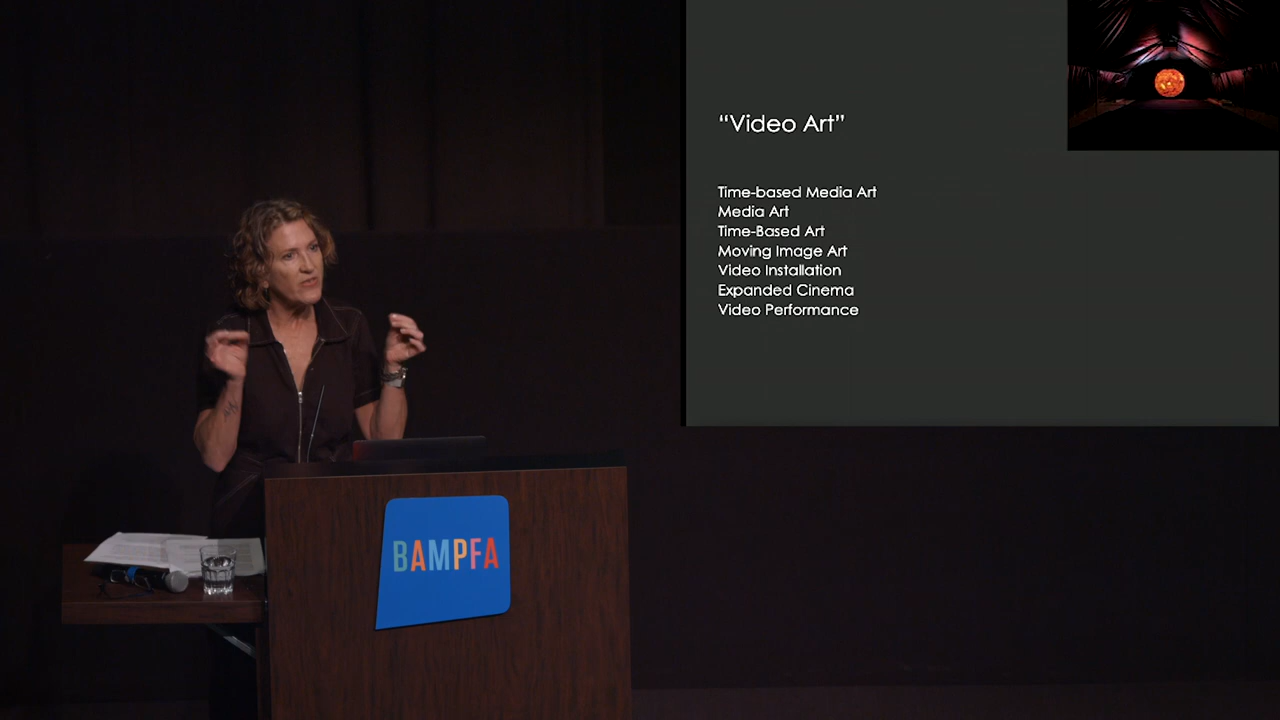 “Video Art”
Time-based Media Art
Media Art
Time-Based Art
Moving Image Art
Video Installation
Expanded Cinema
Video Performance
BAMPFA